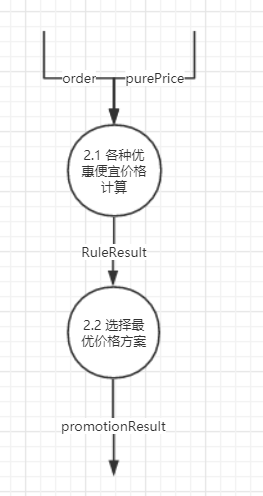 order purePrice
2.1 各种优
惠便宜价格
计算
RuleResult
2.2 选择最
优价格方案
promotionResult